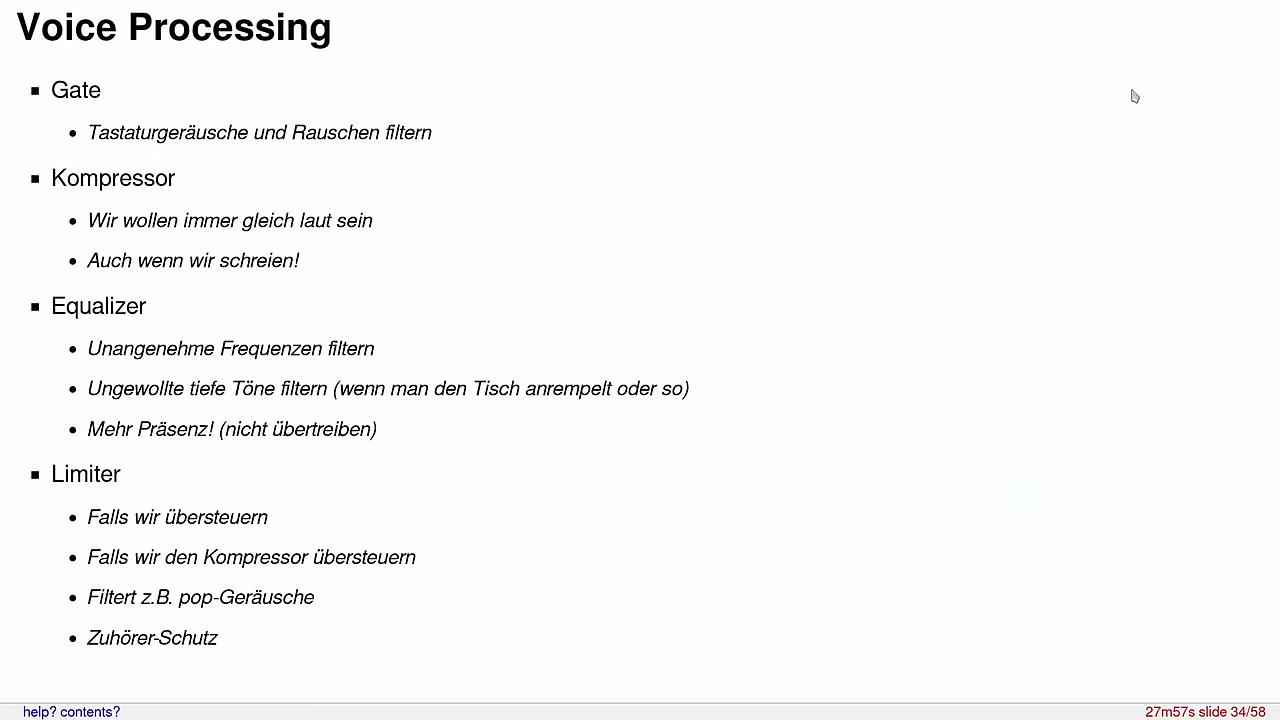 Voice Processing
Gate
Tastaturgeräusche und Rauschen filtern
Kompressor
Wir wollen immer gleich laut sein
Auch wenn wir schreien!
Equalizer
Unangenehme Frequenzen filtern
Ungewollte tiefe Töne filtern (wenn man den Tisch anrempelt oder so)
Mehr Präsenz! (nicht übertreiben)
Limiter
Falls wir übersteuern
Falls wir den Kompressor übersteuern
Filtert z.B. pop-Geräusche
Zuhörer-Schutz
help? contents?
27m57s slide 34/58